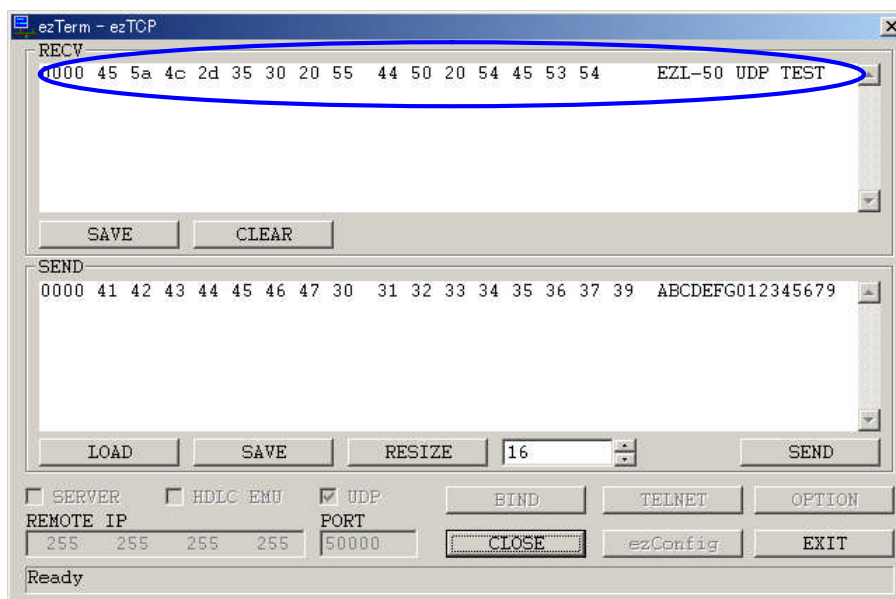 ezTerm - ezTCP
RECV
0000 45 5a 4c 2d 35 30 20 55 44 50 20 54 45 53 54 EZL-50 UDP TEST
SAVE CLEAR
SEND
0000 41 42 43 44 45 46 47 30 31 32 33 34 35 36 37 39 ABCDEFG012345679
LOAD SAVE RESIZE 16 SEND
SERVER HDLC EMU UDP BIND TELNET OPTION
REMOTE IP PORT
255 255 255 255 50000 CLOSE ezConfig EXIT
Ready